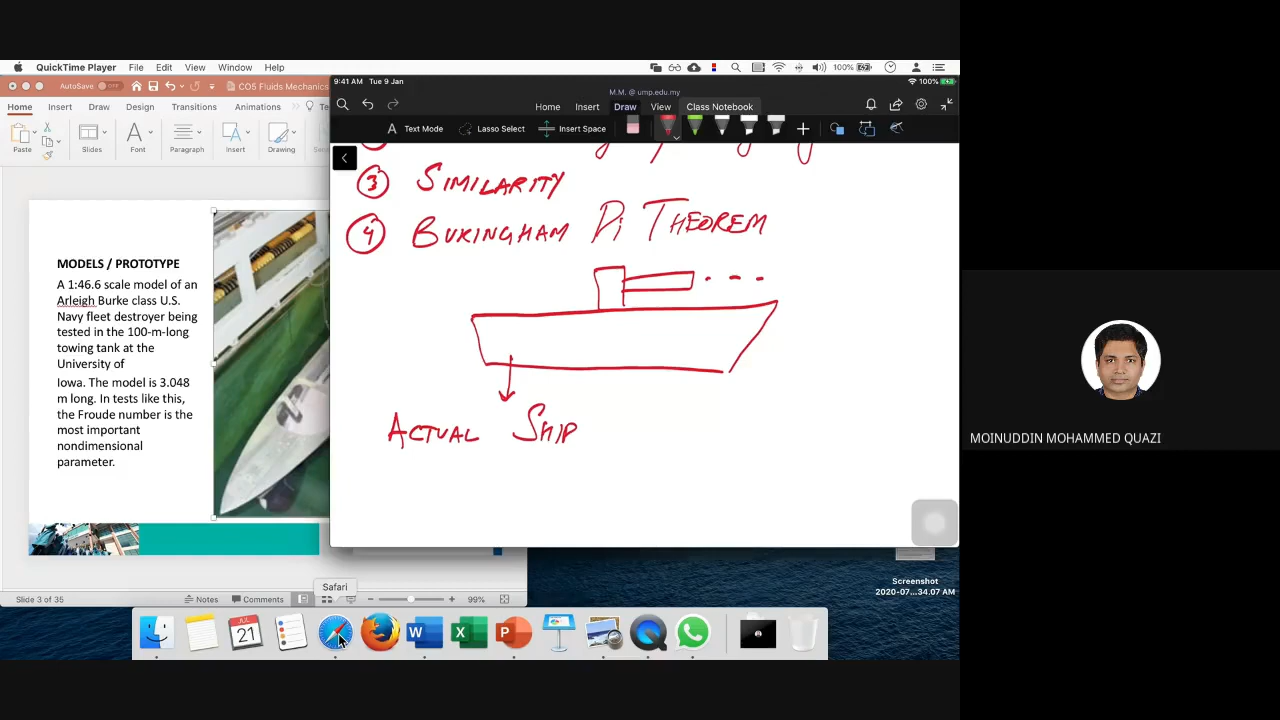 QuickTime Player File Edit View Window Help 100%
AutoSave OFF CO5 Fluids Mechanics
Home Insert Draw Design Transitions Animations
Paste Slides Font Paragraph Insert Drawing
MODELS / PROTOTYPE
A 1:46.6 scale model of an
Arleigh Burke class U.S.
Navy fleet destroyer being
tested in the 100-m-long
towing tank at the
University of
Iowa. The model is 3.048
m long. In tests like this,
the Froude number is the
most important
nondimensional
parameter.
Slide 3 of 35 Notes Comments 99%
9:41 AM Tue 9 Jan 100%
M.M. @ ump.edu.my
Home Insert Draw View Class Notebook
A Text Mode Lasso Select Insert Space
3 SIMILARITY
4 BUKINGHAM Pi THEOREM
ACTUAL SHIP
Screenshot
2020-07...34.07 AM
Safari
JUL
21
W X P
MOINUDDIN MOHAMMED QUAZI